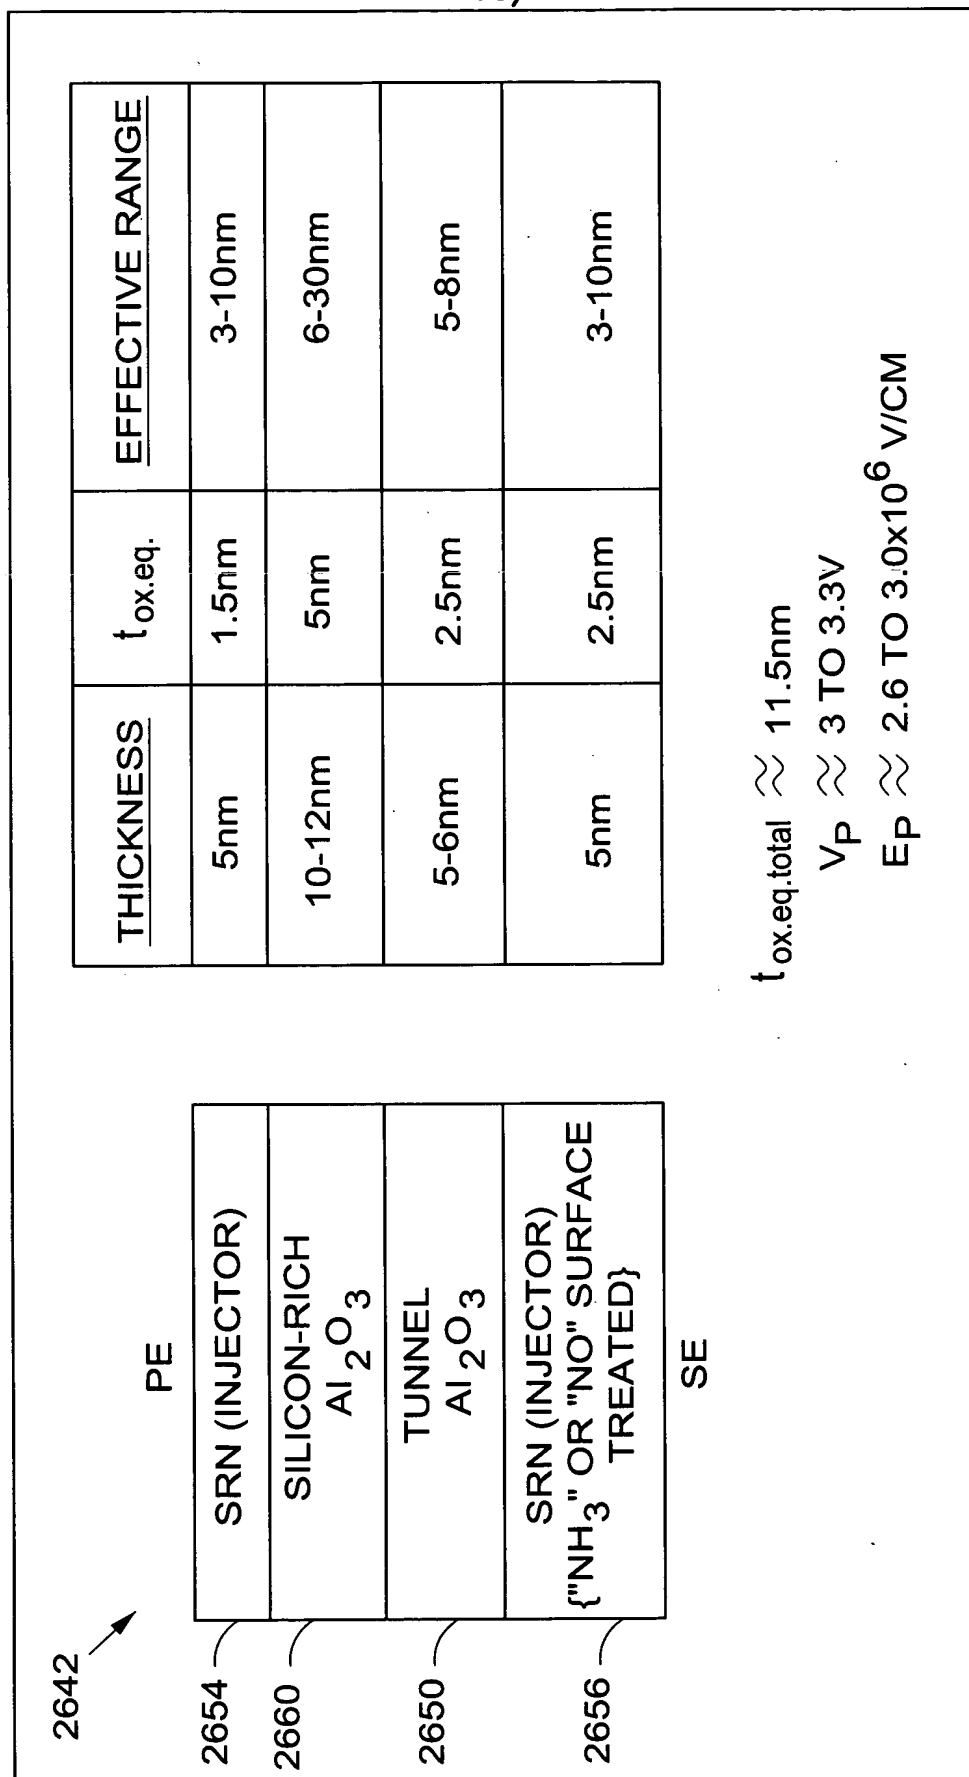 2642
PE
2654
SRN (INJECTOR)
2660
SILICON-RICH
Al2O3
2650
TUNNEL
Al2O3
2656
SRN (INJECTOR)
{"NH3" OR "NO" SURFACE
TREATED}
SE
THICKNESS tox.eq. EFFECTIVE RANGE
5nm 1.5nm 3-10nm
10-12nm 5nm 6-30nm
5-6nm 2.5nm 5-8nm
5nm 2.5nm 3-10nm
tox.eq.total ≈ 11.5nm
VP ≈ 3 TO 3.3V
EP ≈ 2.6 TO 3.0x10^6 V/CM